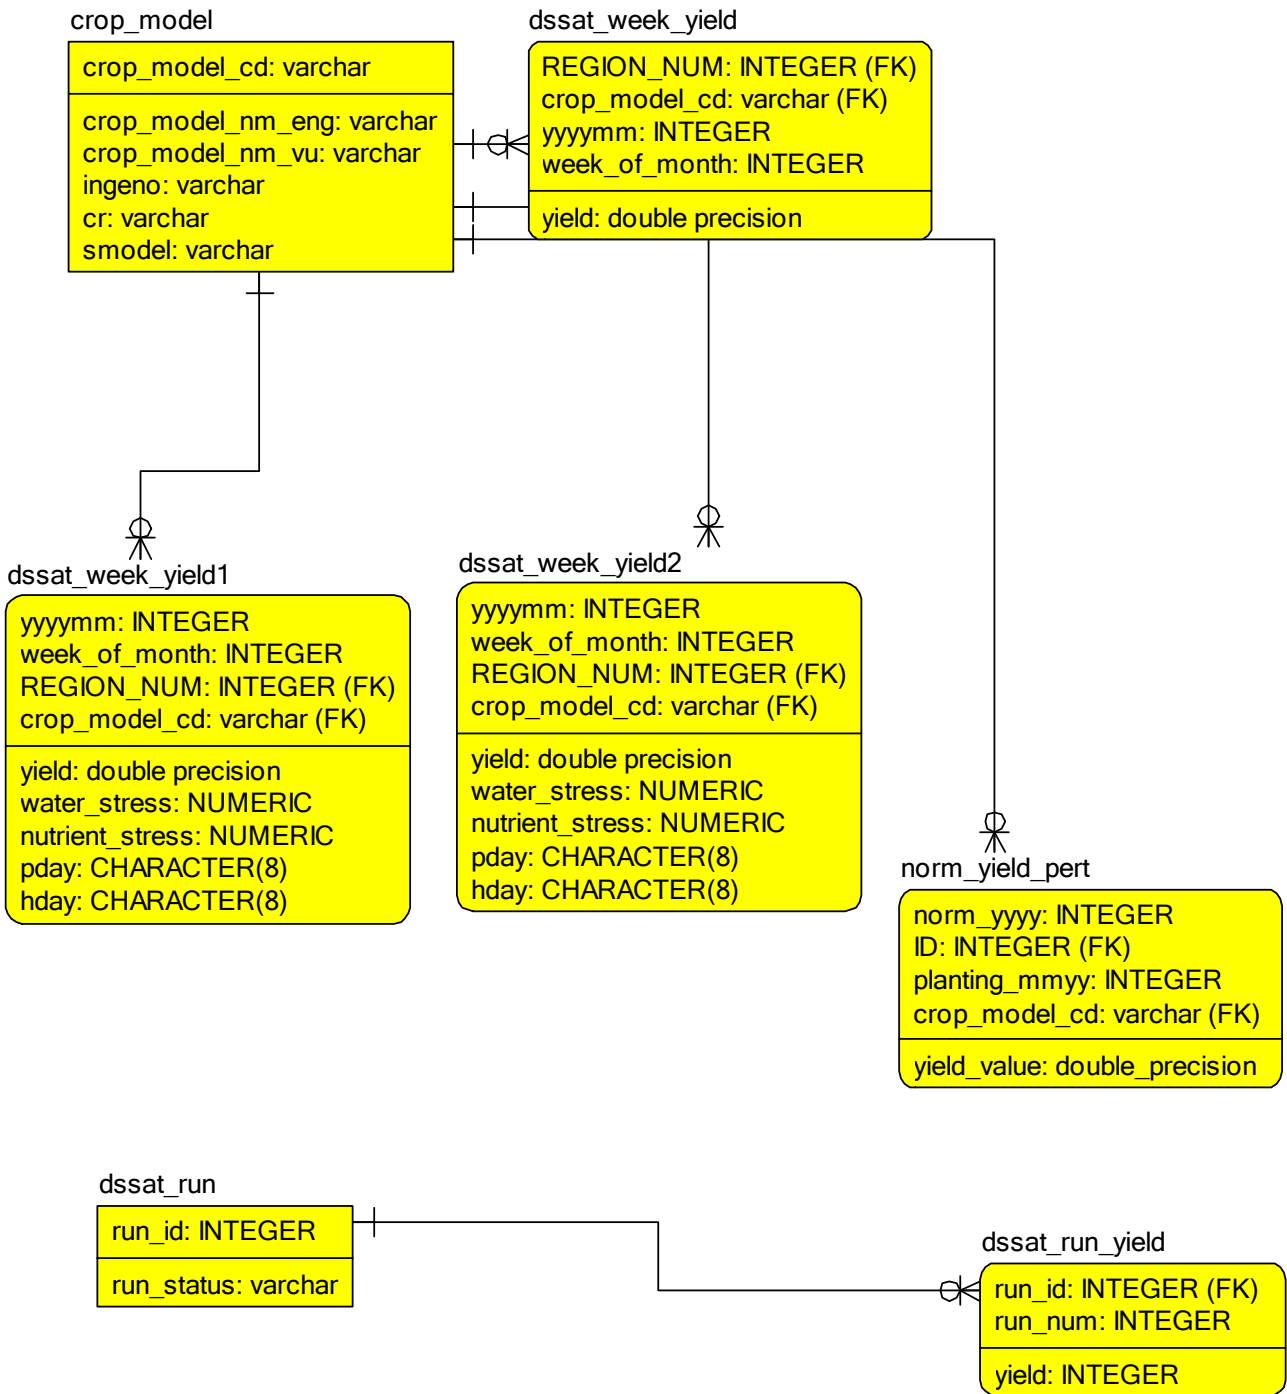 crop_model
crop_model_cd: varchar
crop_model_nm_eng: varchar
crop_model_nm_vu: varchar
ingeno: varchar
cr: varchar
smodel: varchar
dssat_week_yield
REGION_NUM: INTEGER (FK)
crop_model_cd: varchar (FK)
yyyymm: INTEGER
week_of_month: INTEGER
yield: double precision
dssat_week_yield1
yyyymm: INTEGER
week_of_month: INTEGER
REGION_NUM: INTEGER (FK)
crop_model_cd: varchar (FK)
yield: double precision
water_stress: NUMERIC
nutrient_stress: NUMERIC
pday: CHARACTER(8)
hday: CHARACTER(8)
dssat_week_yield2
yyyymm: INTEGER
week_of_month: INTEGER
REGION_NUM: INTEGER (FK)
crop_model_cd: varchar (FK)
yield: double precision
water_stress: NUMERIC
nutrient_stress: NUMERIC
pday: CHARACTER(8)
hday: CHARACTER(8)
norm_yield_pert
norm_yyyy: INTEGER
ID: INTEGER (FK)
planting_mmyy: INTEGER
crop_model_cd: varchar (FK)
yield_value: double_precision
dssat_run
run_id: INTEGER
run_status: varchar
dssat_run_yield
run_id: INTEGER (FK)
run_num: INTEGER
yield: INTEGER